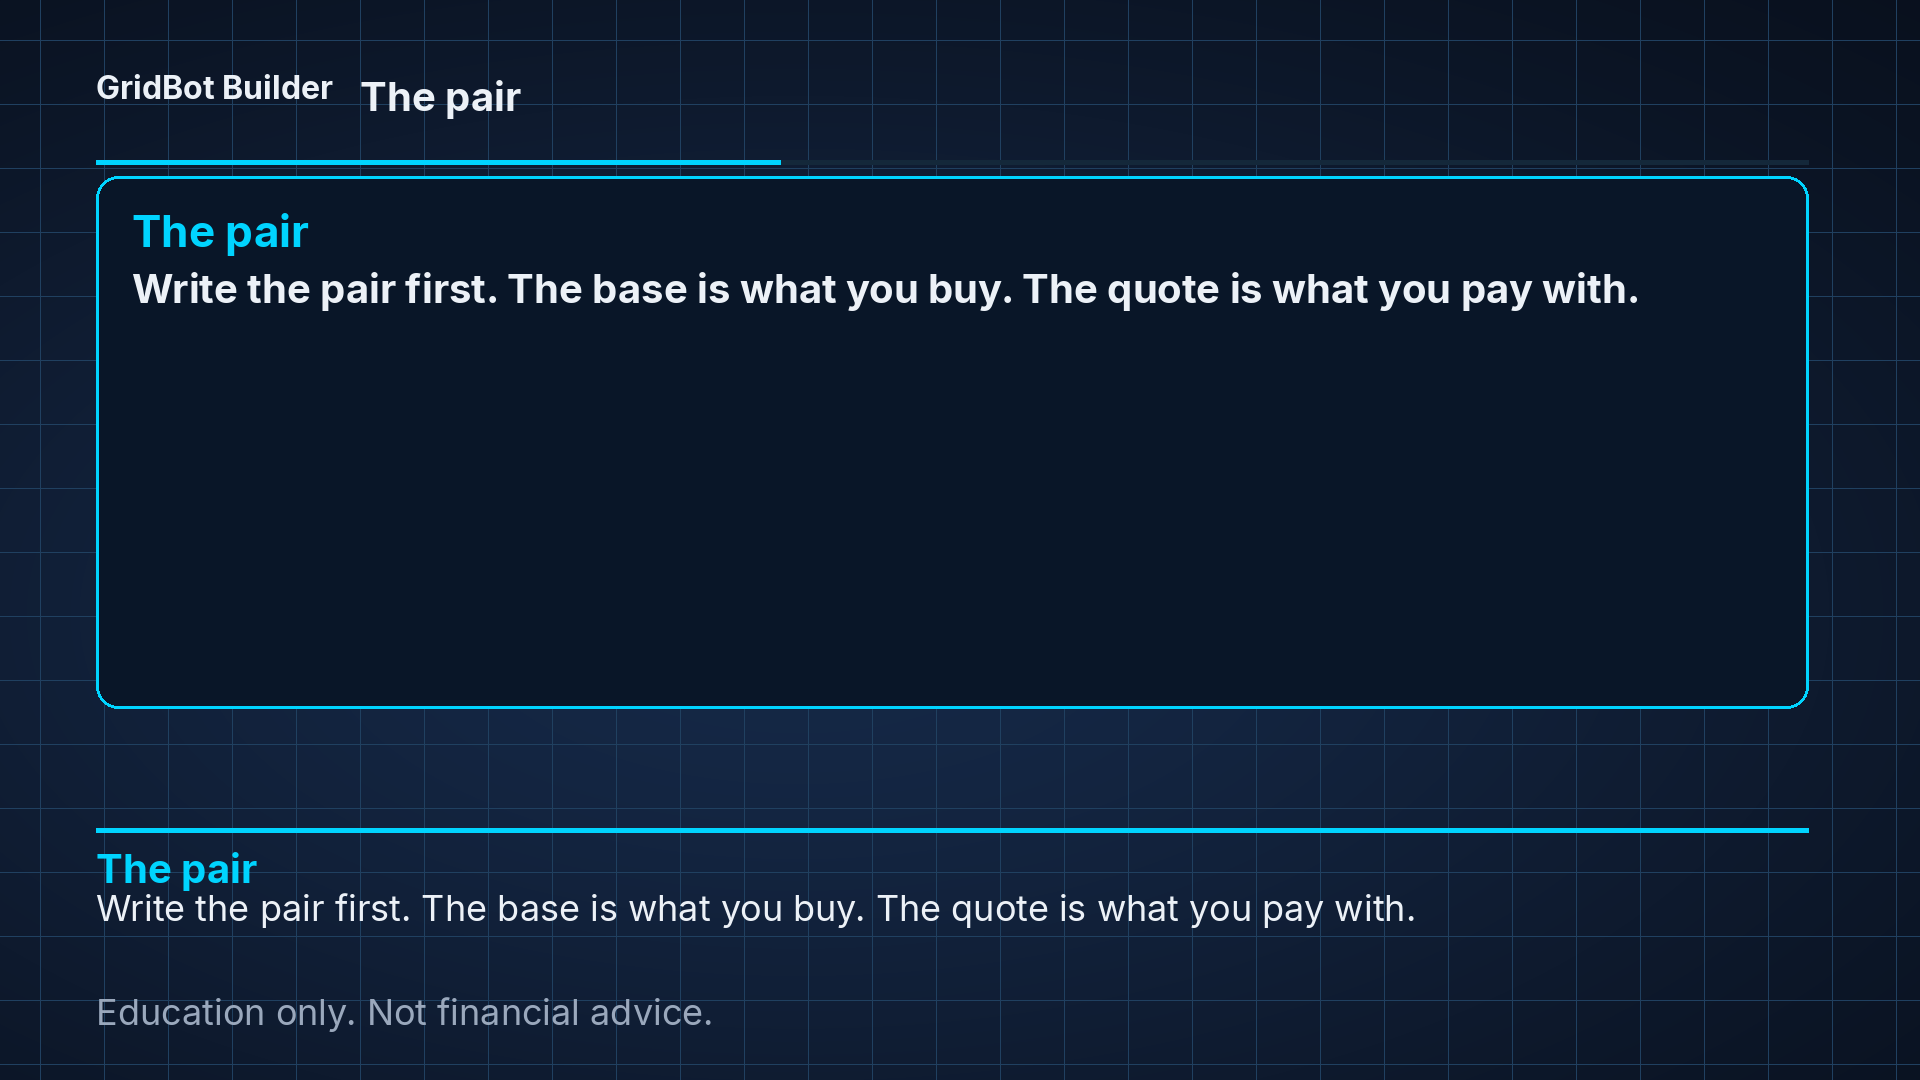 GridBot Builder The pair
The pair
Write the pair first. The base is what you buy. The quote is what you pay with.
The pair
Write the pair first. The base is what you buy. The quote is what you pay with.
Education only. Not financial advice.